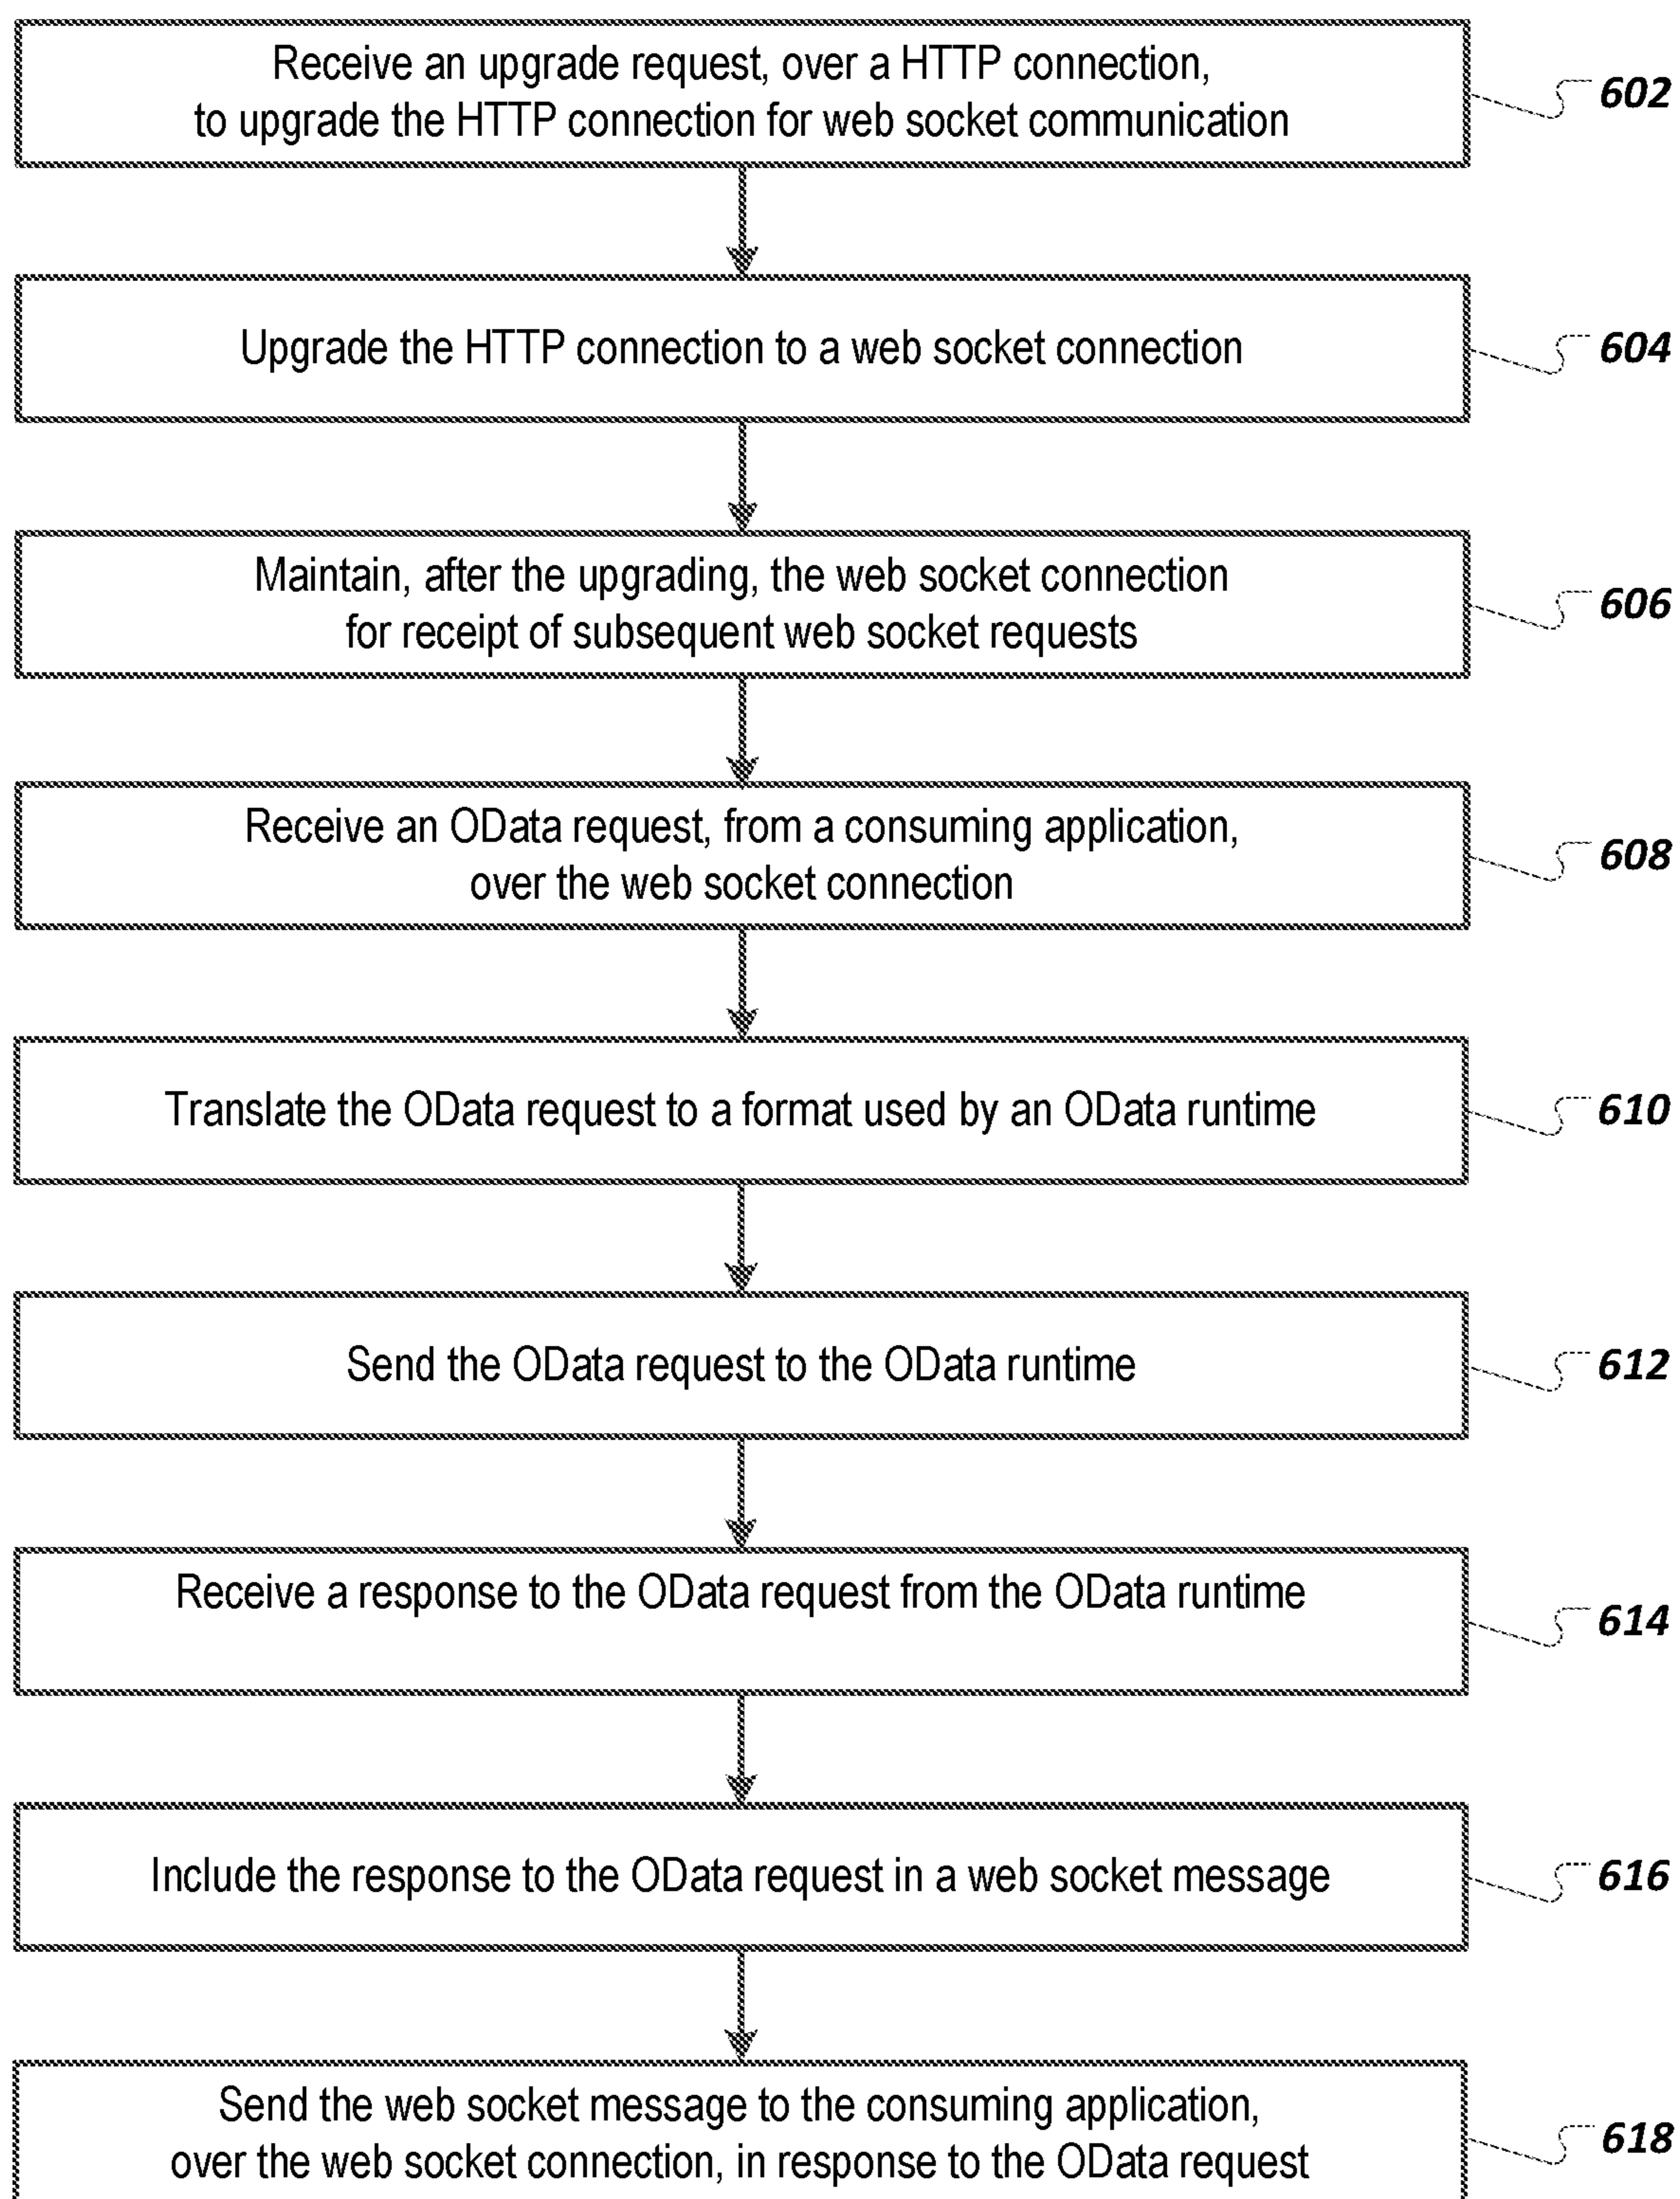 Receive an upgrade request, over a HTTP connection,
to upgrade the HTTP connection for web socket communication
602
Upgrade the HTTP connection to a web socket connection
604
Maintain, after the upgrading, the web socket connection
for receipt of subsequent web socket requests
606
Receive an OData request, from a consuming application,
over the web socket connection
608
Translate the OData request to a format used by an OData runtime
610
Send the OData request to the OData runtime
612
Receive a response to the OData request from the OData runtime
614
Include the response to the OData request in a web socket message
616
Send the web socket message to the consuming application,
over the web socket connection, in response to the OData request
618